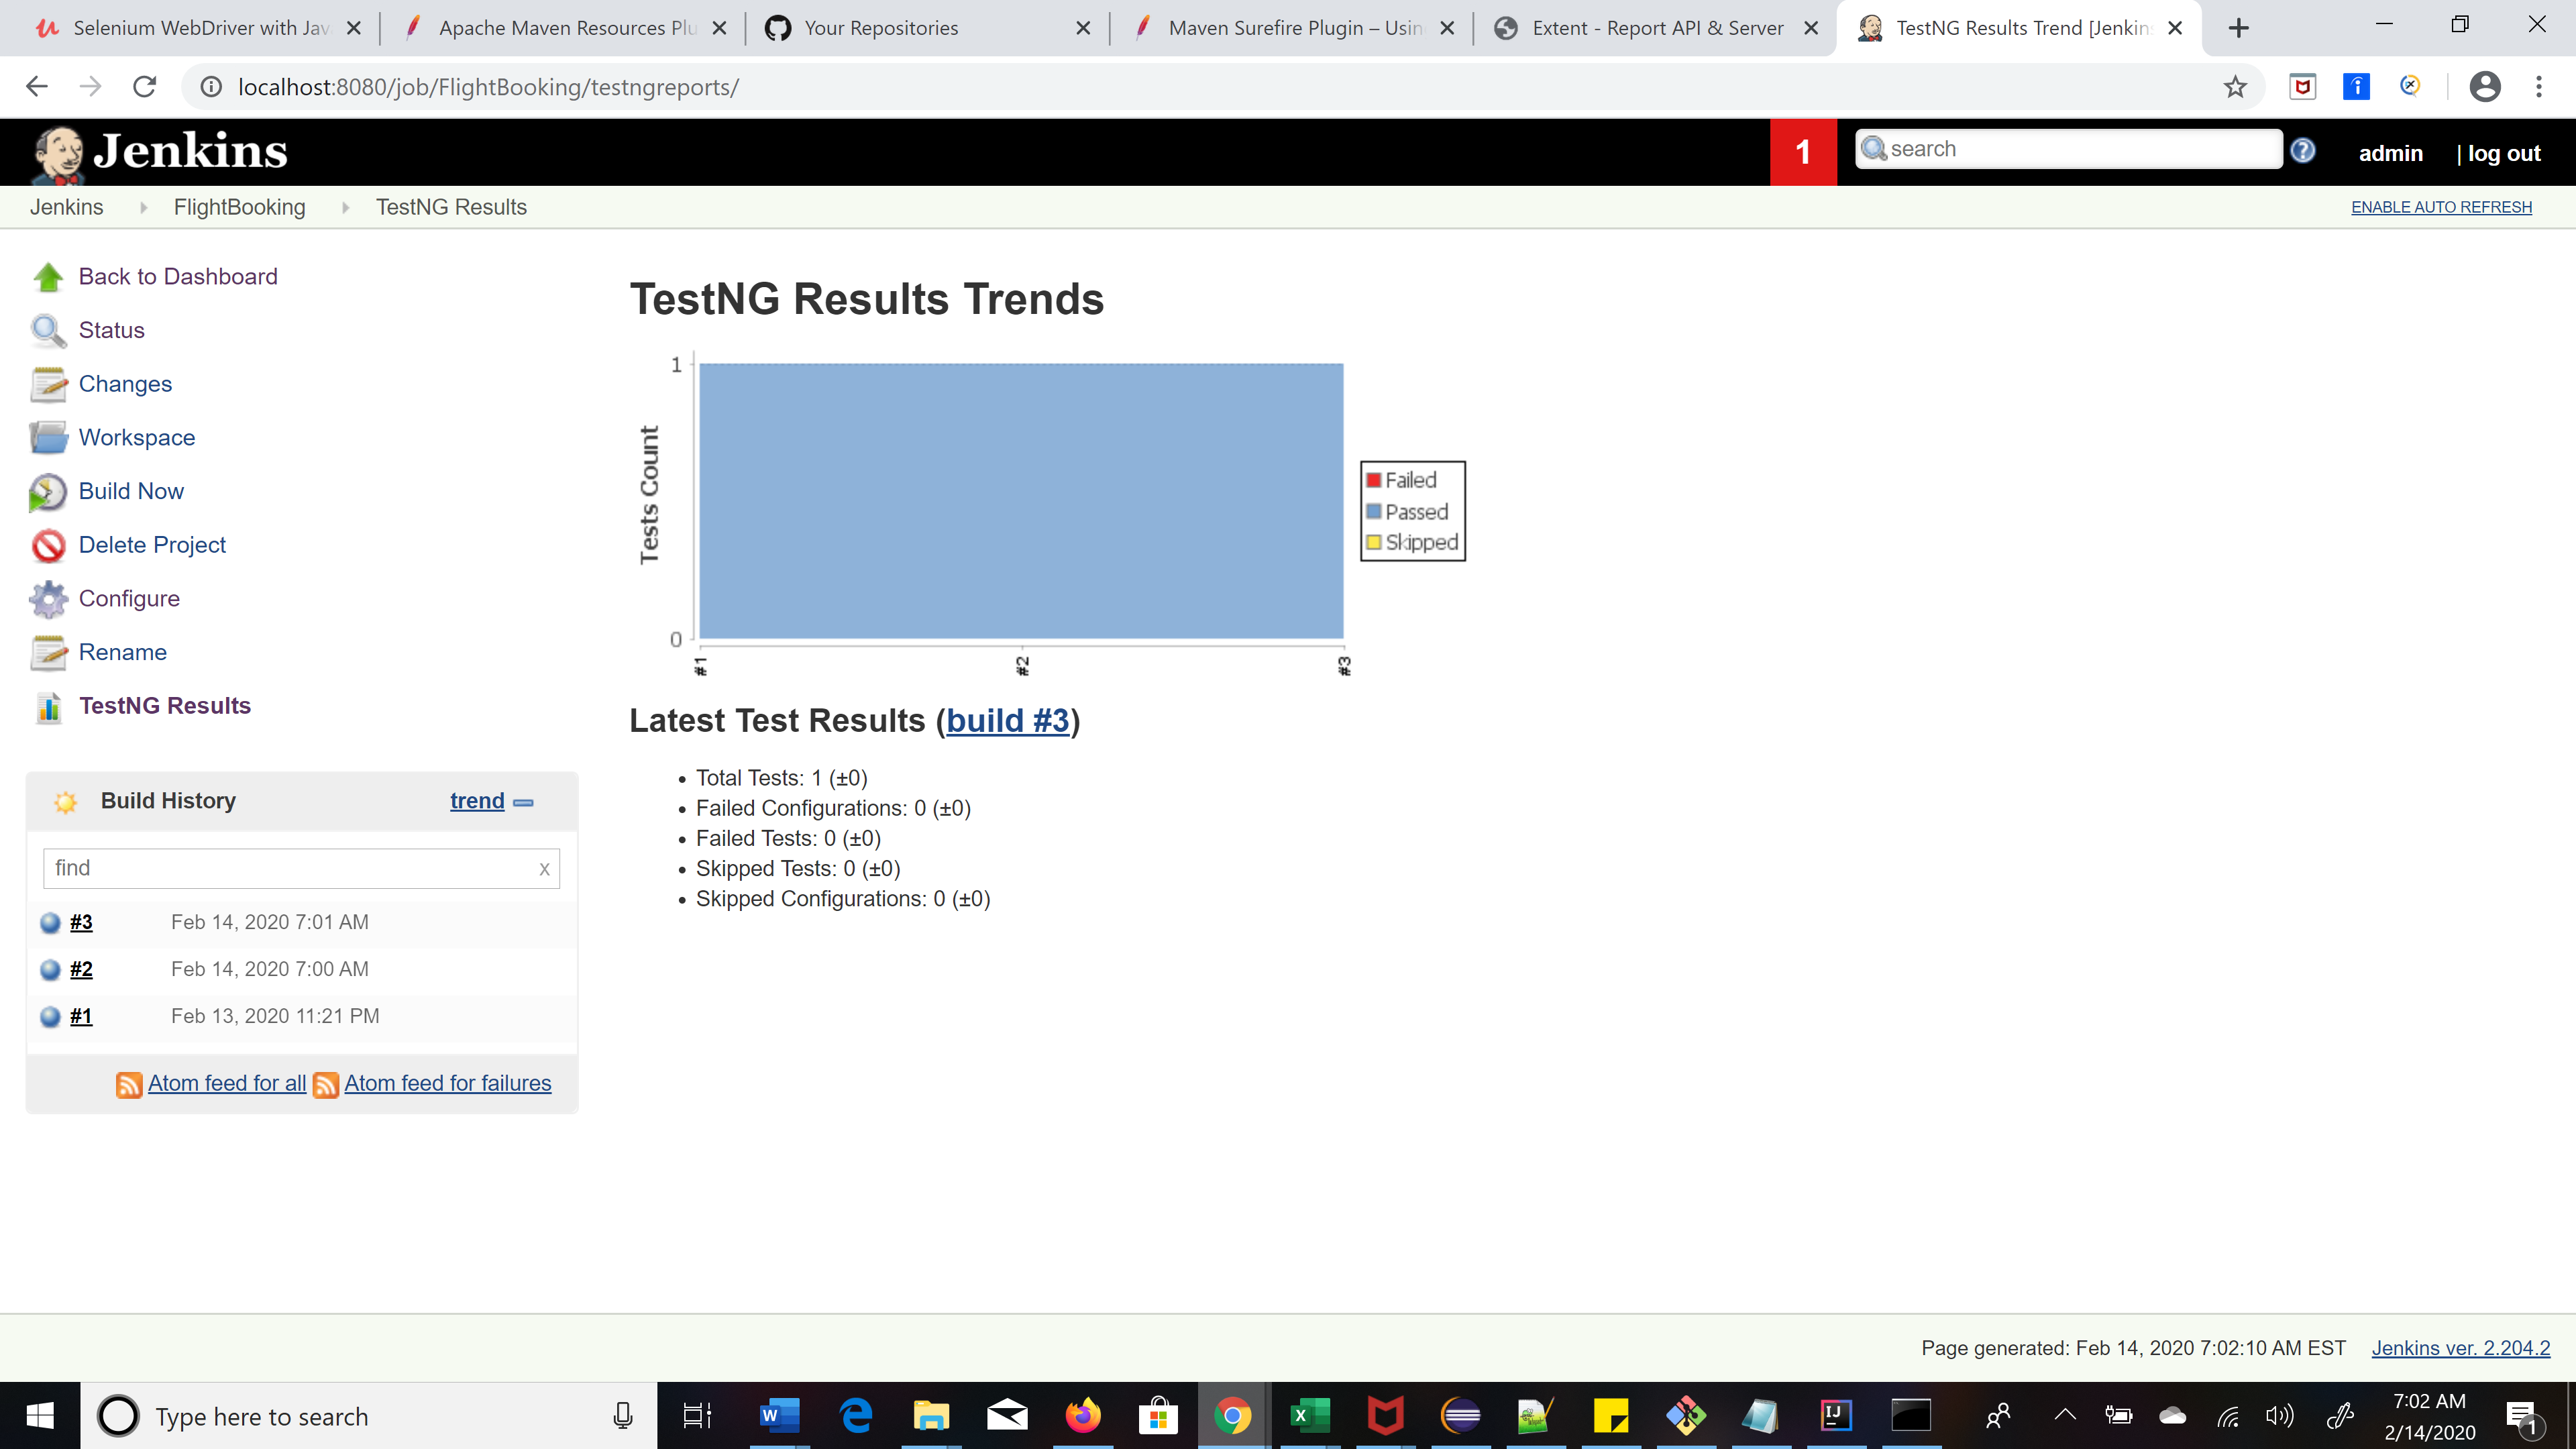 Selenium WebDriver with Jav
Apache Maven Resources Plu
Your Repositories
Maven Surefire Plugin – Usin
Extent - Report API & Server
TestNG Results Trend [Jenkins
localhost:8080/job/FlightBooking/testngreports/
Jenkins
1
search
admin
| log out
Jenkins
FlightBooking
TestNG Results
ENABLE AUTO REFRESH
Back to Dashboard
Status
Changes
Workspace
Build Now
Delete Project
Configure
Rename
TestNG Results
Build History
trend
find
x
#3 Feb 14, 2020 7:01 AM
#2 Feb 14, 2020 7:00 AM
#1 Feb 13, 2020 11:21 PM
Atom feed for all
Atom feed for failures
TestNG Results Trends
1
Tests Count
0
#1
#2
#3
Failed
Passed
Skipped
Latest Test Results (build #3)
Total Tests: 1 (±0)
Failed Configurations: 0 (±0)
Failed Tests: 0 (±0)
Skipped Tests: 0 (±0)
Skipped Configurations: 0 (±0)
Page generated: Feb 14, 2020 7:02:10 AM EST
Jenkins ver. 2.204.2
Type here to search
7:02 AM
2/14/2020
1